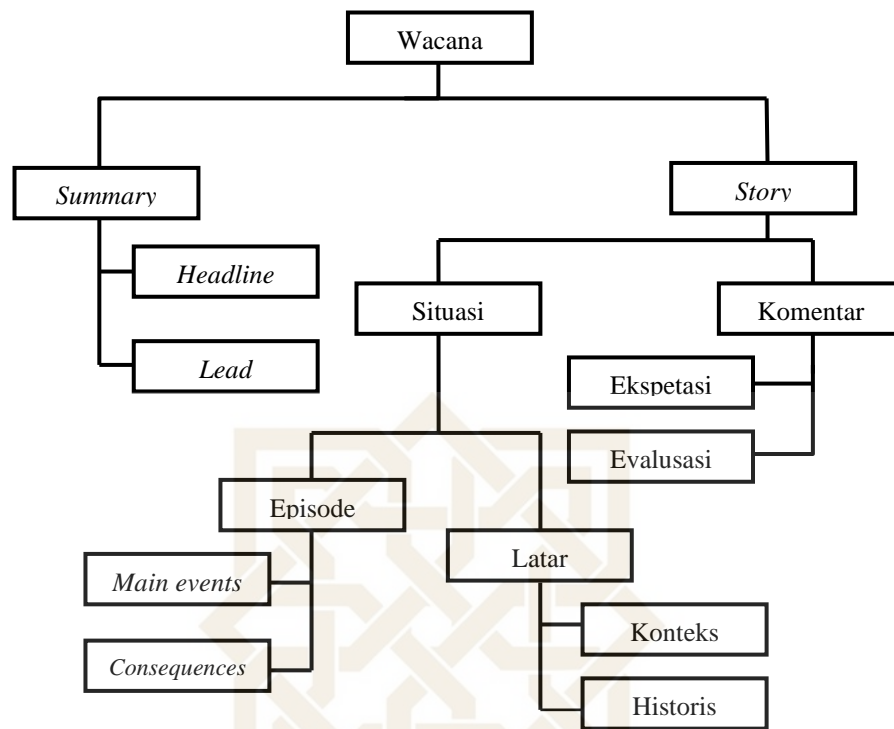 Wacana
Summary
Story
Headline
Situasi
Komentar
Lead
Ekspetasi
Evalusasi
Episode
Latar
Main events
Konteks
Consequences
Historis